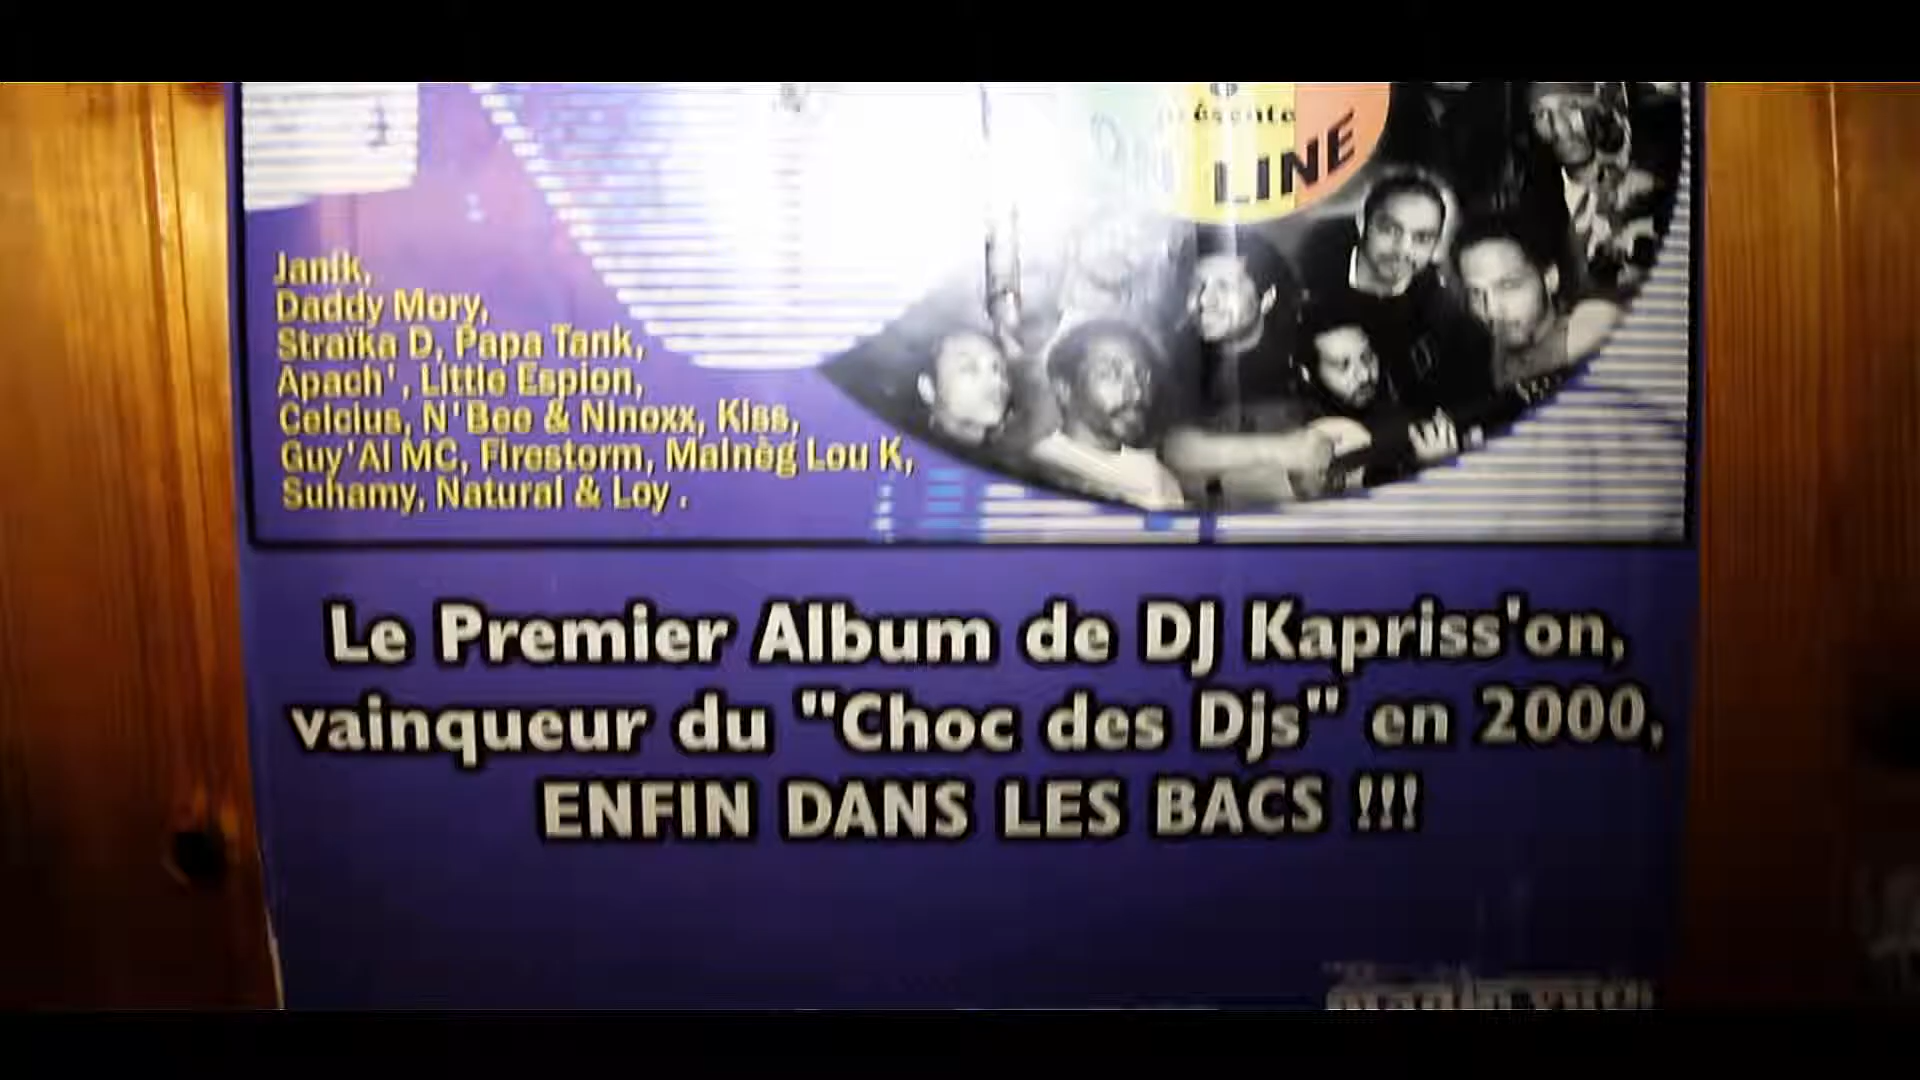 présente
LINE
Janik,
Daddy Mory,
Straïka D, Papa Tank,
Apach', Little Espion,
Celcius, N'Bee & Ninoxx, Kiss,
Guy'Al MC, Firestorm, Malnèg Lou K,
Suhamy, Natural & Loy .
Le Premier Album de DJ Kapriss'on,
vainqueur du "Choc des Djs" en 2000,
ENFIN DANS LES BACS !!!